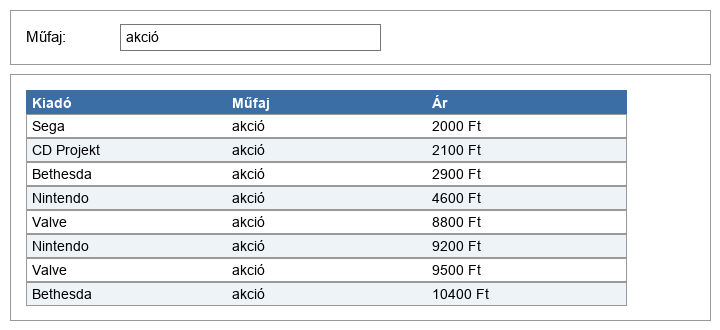 Műfaj: akció
Kiadó Műfaj Ár
Sega akció 2000 Ft
CD Projekt akció 2100 Ft
Bethesda akció 2900 Ft
Nintendo akció 4600 Ft
Valve akció 8800 Ft
Nintendo akció 9200 Ft
Valve akció 9500 Ft
Bethesda akció 10400 Ft